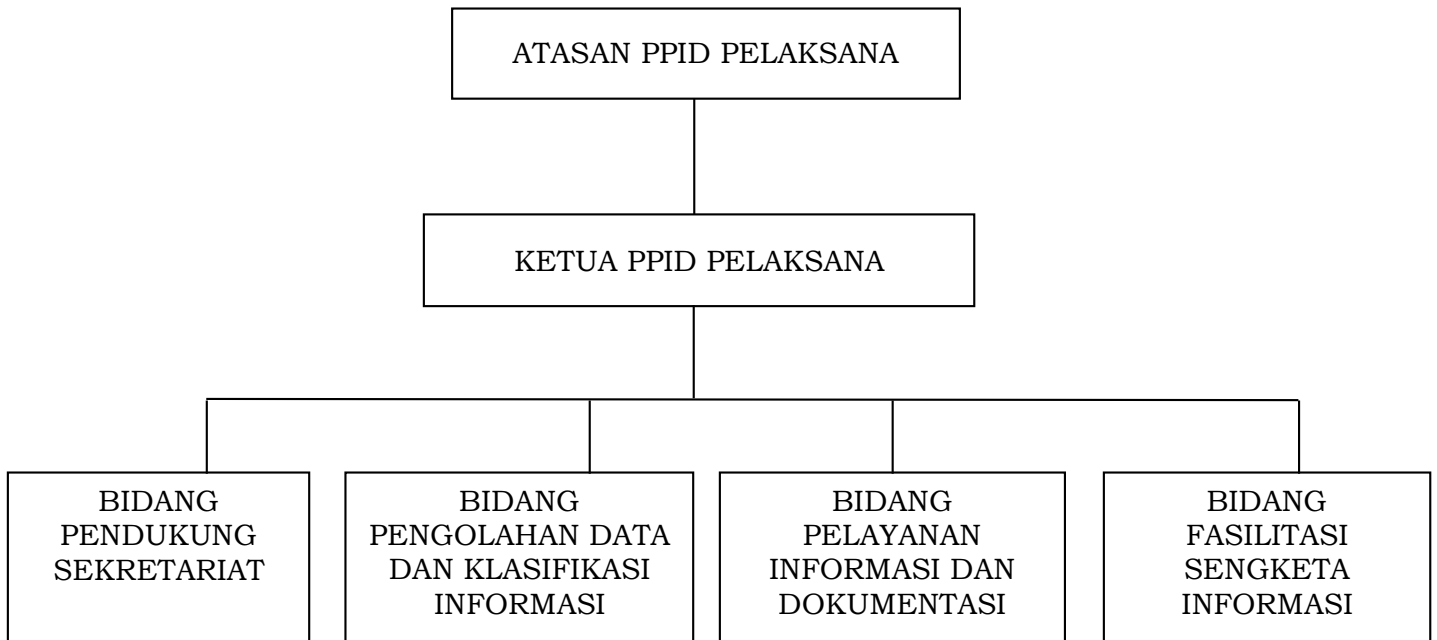 ATASAN PPID PELAKSANA
KETUA PPID PELAKSANA
BIDANG
PENDUKUNG
SEKRETARIAT
BIDANG
PENGOLAHAN DATA
DAN KLASIFIKASI
INFORMASI
BIDANG
PELAYANAN
INFORMASI DAN
DOKUMENTASI
BIDANG
FASILITASI
SENGKETA
INFORMASI